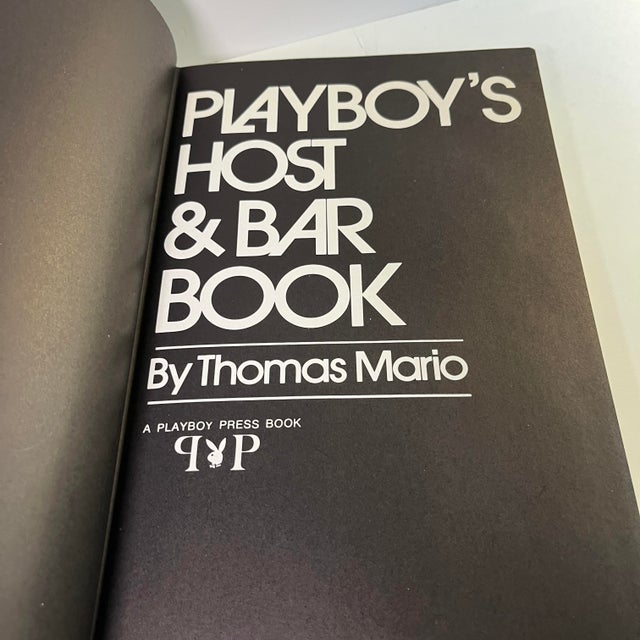 PLAYBOY'S
HOST
& BAR
BOOK
By Thomas Mario
A PLAYBOY PRESS BOOK
PP